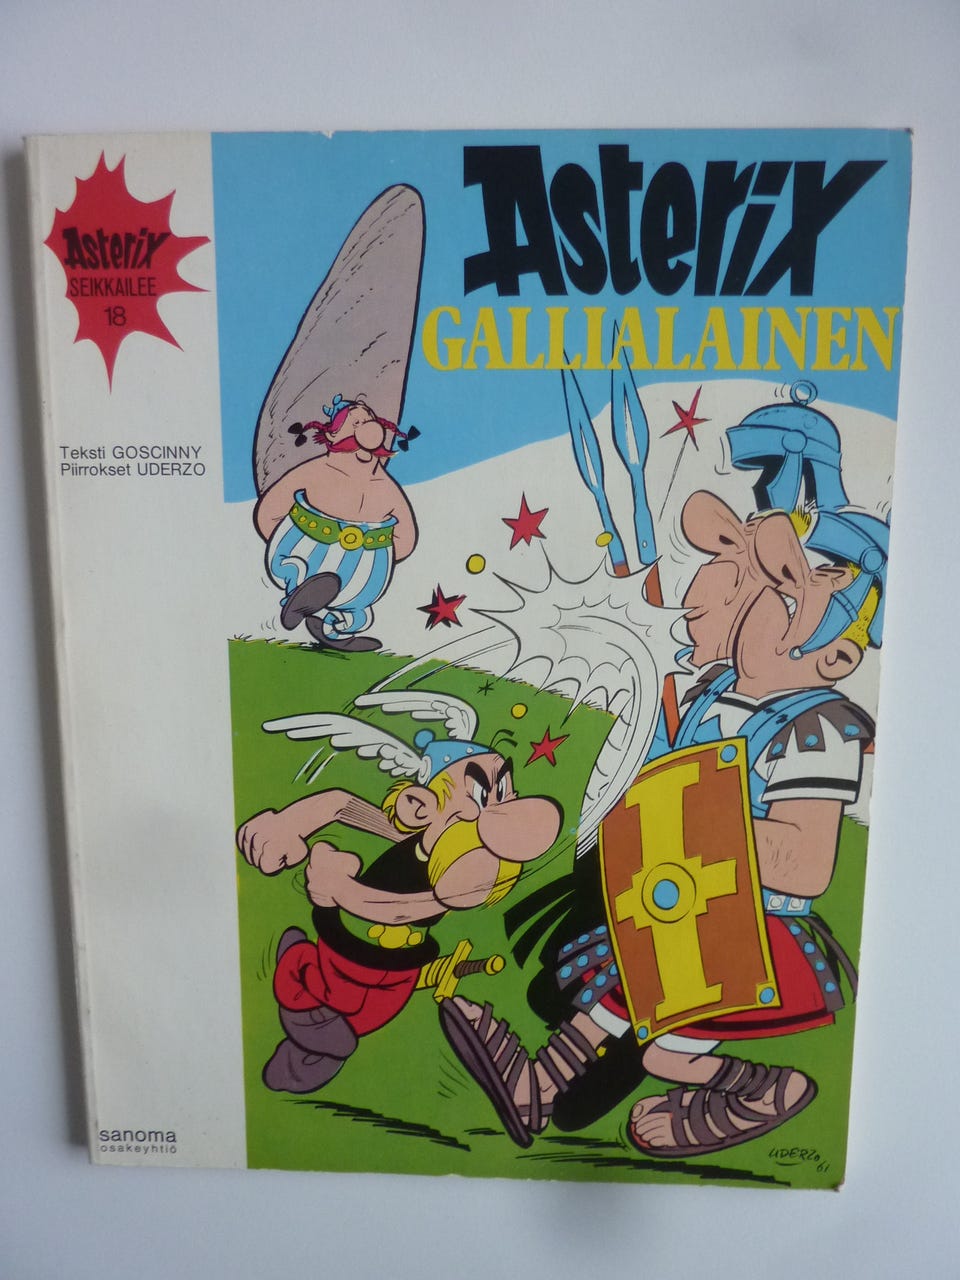 Asterix
SEIKKAILEE
18
Teksti GOSCINNY
Piirrokset UDERZO
Asterix
GALLIALAINEN
sanoma
osakeyhtiö
UDERZO
61